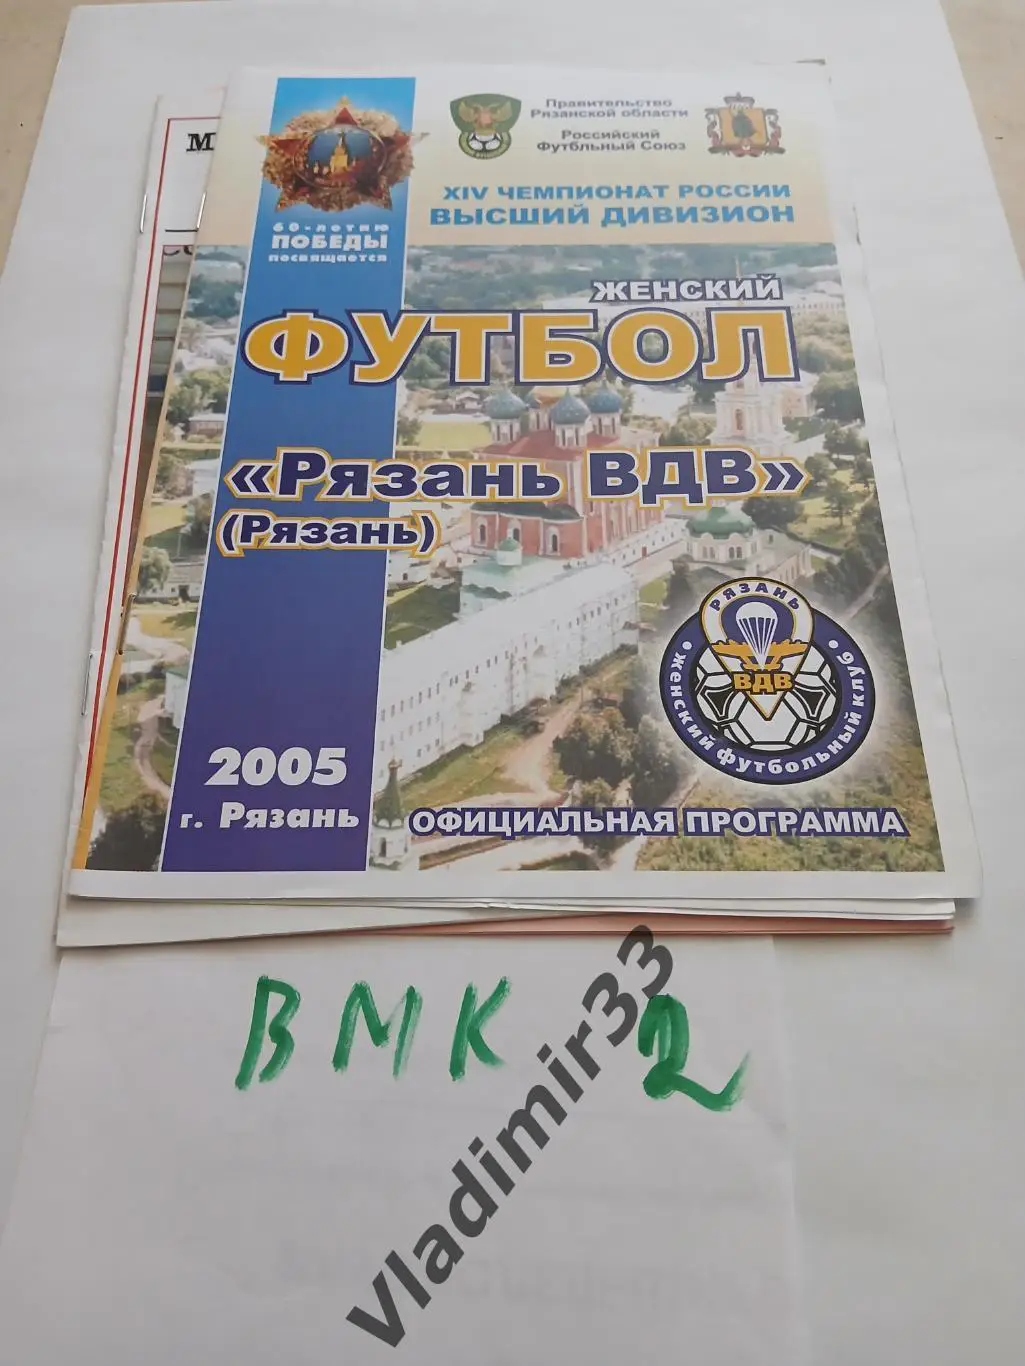 м
60-летию
ПОБЕДЫ
посвящается
Правительство
Рязанской области
Российский
Футбльный Союз
XIV ЧЕМПИОНАТ РОССИИ
ВЫСШИЙ ДИВИЗИОН
ЖЕНСКИЙ
ФУТБОЛ
«Рязань ВДВ»
(Рязань)
РЯЗАНЬ
ВДВ
• женский футбольный клуб •
2005
г. Рязань
ОФИЦИАЛЬНАЯ ПРОГРАММА
ВМК 2
Vladimir33